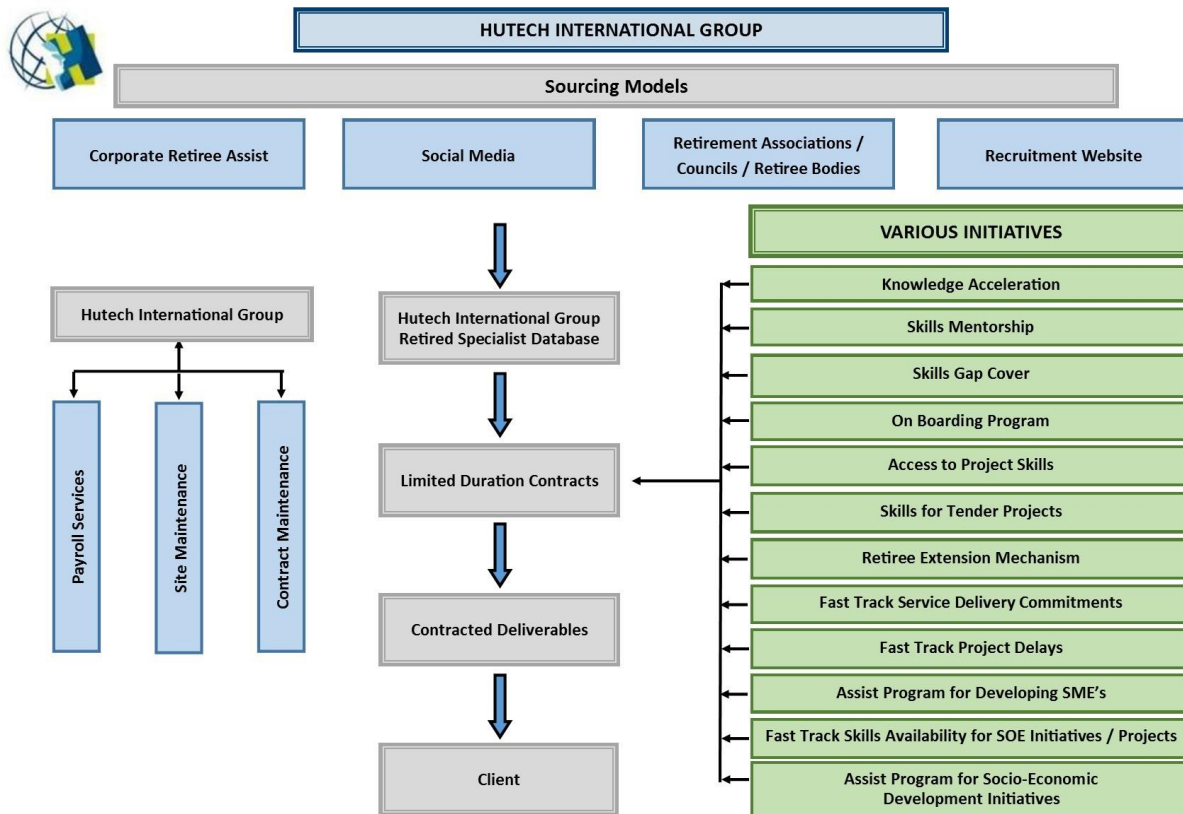 HUTECH INTERNATIONAL GROUP
Sourcing Models
Corporate Retiree Assist
Social Media
Retirement Associations /
Councils / Retiree Bodies
Recruitment Website
VARIOUS INITIATIVES
Hutech International Group
Payroll Services
Site Maintenance
Contract Maintenance
Hutech International Group
Retired Specialist Database
Limited Duration Contracts
Contracted Deliverables
Client
Knowledge Acceleration
Skills Mentorship
Skills Gap Cover
On Boarding Program
Access to Project Skills
Skills for Tender Projects
Retiree Extension Mechanism
Fast Track Service Delivery Commitments
Fast Track Project Delays
Assist Program for Developing SME's
Fast Track Skills Availability for SOE Initiatives / Projects
Assist Program for Socio-Economic
Development Initiatives